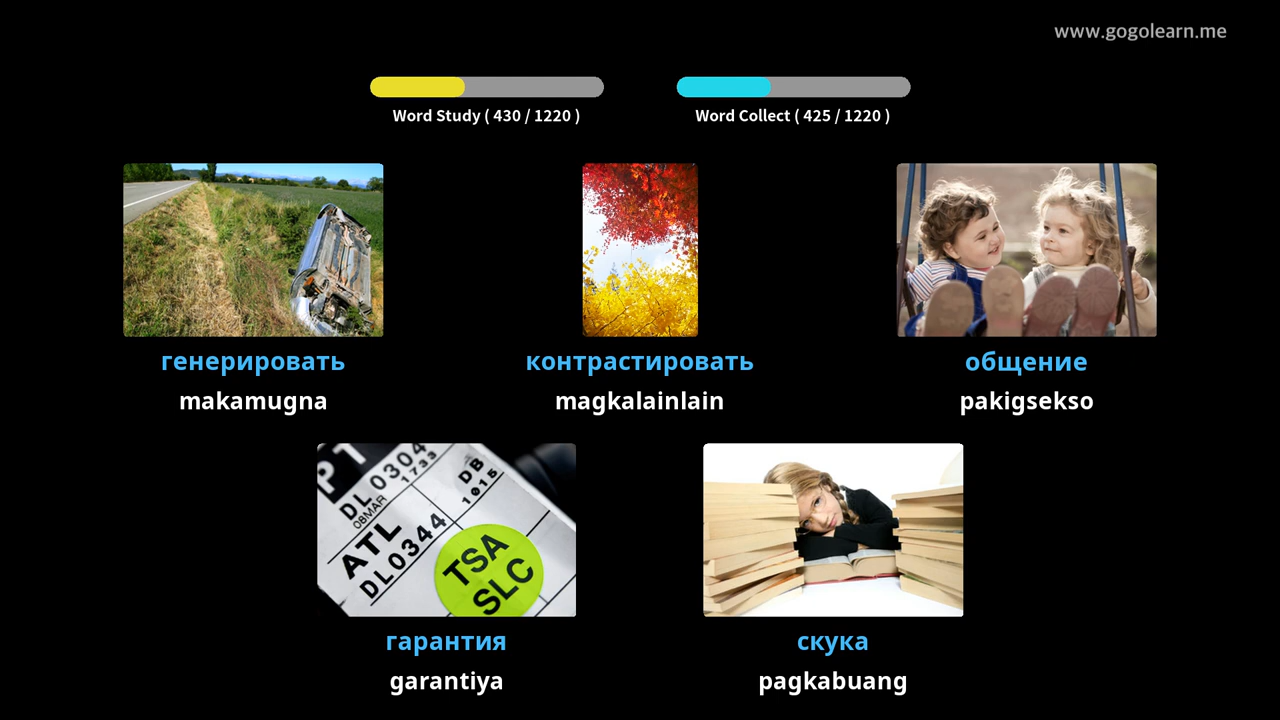 www.gogolearn.me
Word Study ( 430 / 1220 )
Word Collect ( 425 / 1220 )
генерировать
контрастировать
общение
makamugna
magkalainlain
pakigsekso
DL0304
1733
08MAR
DB
1015
ATL
DL0344
TSA
SLC
гарантия
скука
garantiya
pagkabuang